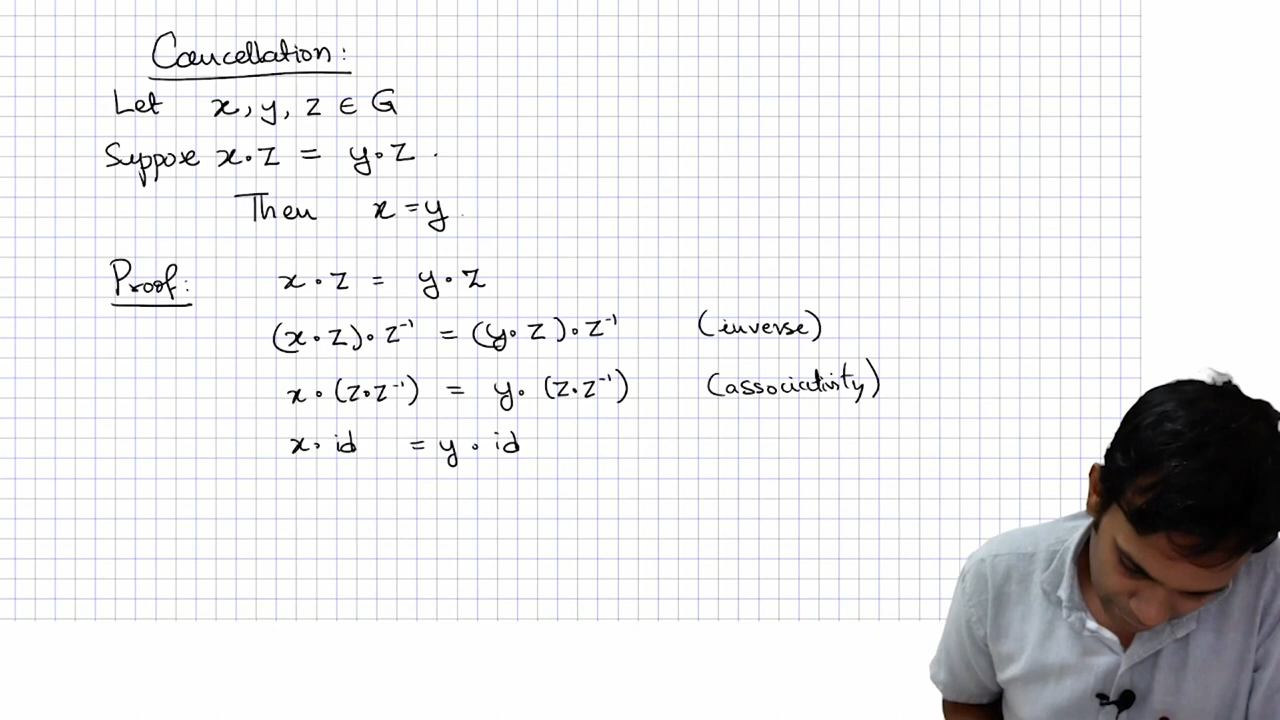 Cancellation:
Let x, y, z ∈ G
Suppose x·z = y·z.
Then x = y.
Proof: x·z = y·z
(x·z)·z⁻¹ = (y·z)·z⁻¹ (inverse)
x·(z·z⁻¹) = y·(z·z⁻¹) (associativity)
x·id = y·id